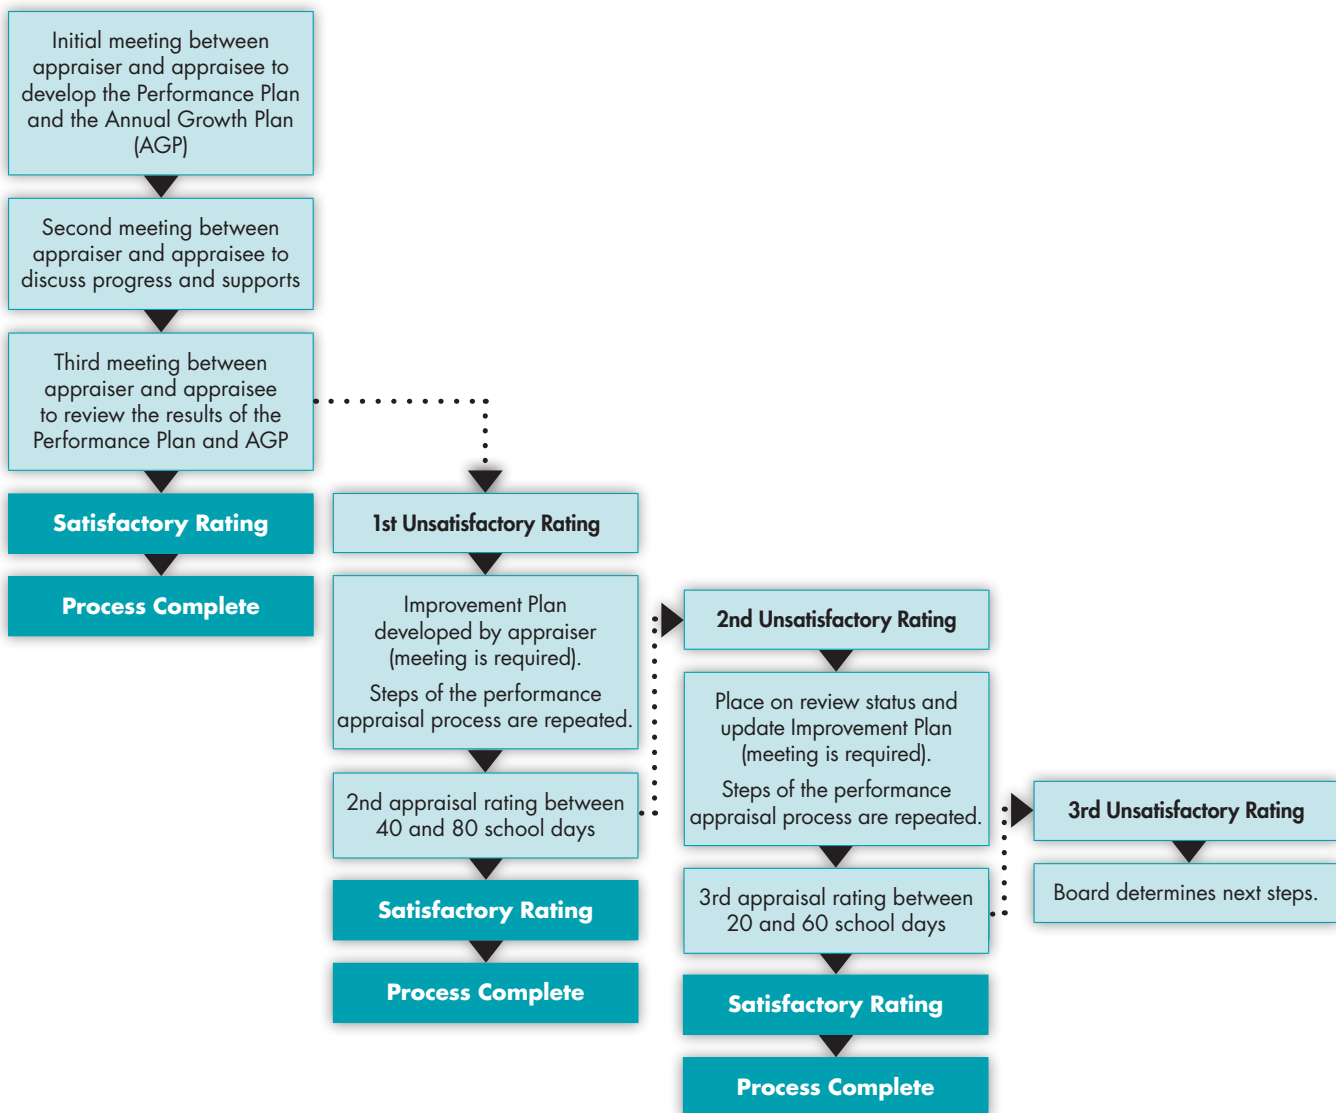 Initial meeting between
appraiser and appraisee to
develop the Performance Plan
and the Annual Growth Plan
(AGP)
Second meeting between
appraiser and appraisee to
discuss progress and supports
Third meeting between
appraiser and appraisee
to review the results of the
Performance Plan and AGP
Satisfactory Rating
Process Complete
1st Unsatisfactory Rating
Improvement Plan
developed by appraiser
(meeting is required).
Steps of the performance
appraisal process are repeated.
2nd appraisal rating between
40 and 80 school days
Satisfactory Rating
Process Complete
2nd Unsatisfactory Rating
Place on review status and
update Improvement Plan
(meeting is required).
Steps of the performance
appraisal process are repeated.
3rd appraisal rating between
20 and 60 school days
Satisfactory Rating
Process Complete
3rd Unsatisfactory Rating
Board determines next steps.